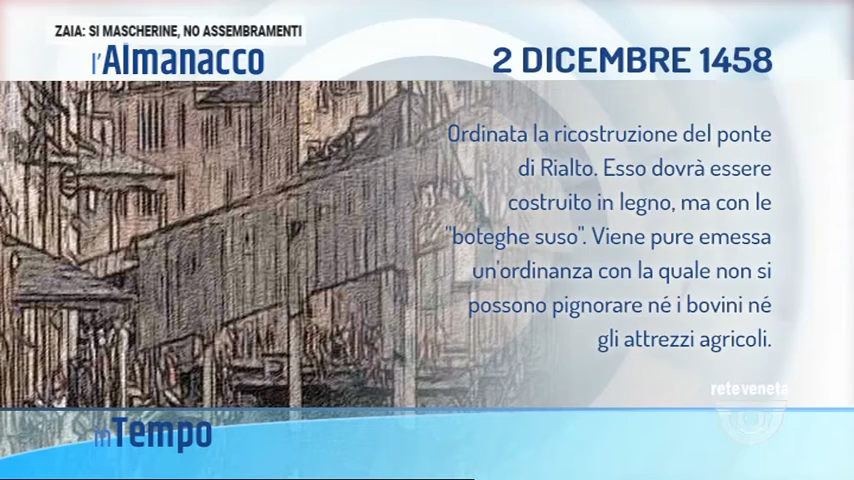 ZAIA: SI MASCHERINE, NO ASSEMBRAMENTI
l'Almanacco
2 DICEMBRE 1458
Ordinata la ricostruzione del ponte
di Rialto. Esso dovrà essere
costruito in legno, ma con le
"boteghe suso". Viene pure emessa
un'ordinanza con la quale non si
possono pignorare né i bovini né
gli attrezzi agricoli.
reteveneta
mTempo